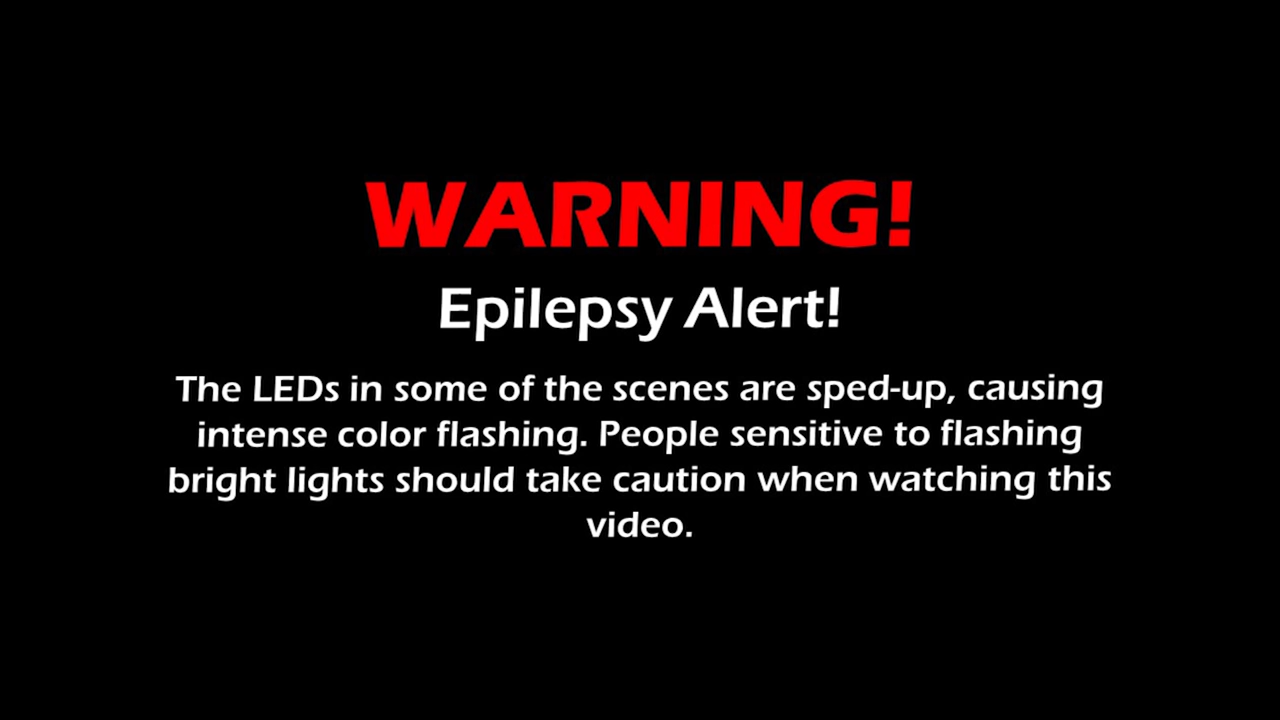 WARNING!
Epilepsy Alert!
The LEDs in some of the scenes are sped-up, causing
intense color flashing. People sensitive to flashing
bright lights should take caution when watching this
video.